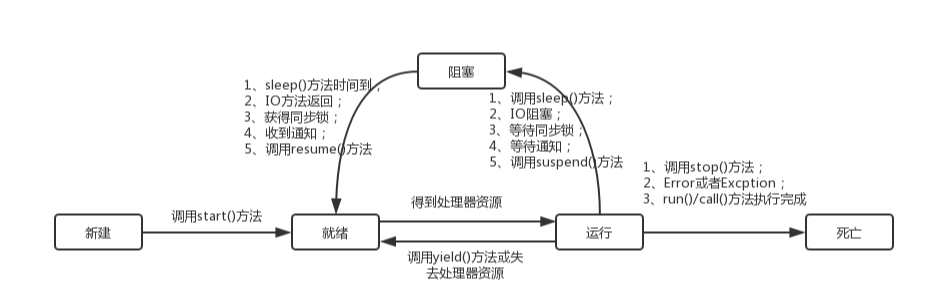 阻塞
1、sleep()方法时间到；
2、IO方法返回；
3、获得同步锁；
4、收到通知；
5、调用resume()方法
1、调用sleep()方法；
2、IO阻塞；
3、等待同步锁；
4、等待通知；
5、调用suspend()方法
1、调用stop()方法；
2、Error或者Excption；
3、run()/call()方法执行完成
新建
调用start()方法
就绪
得到处理器资源
调用yield()方法或失
去处理器资源
运行
死亡